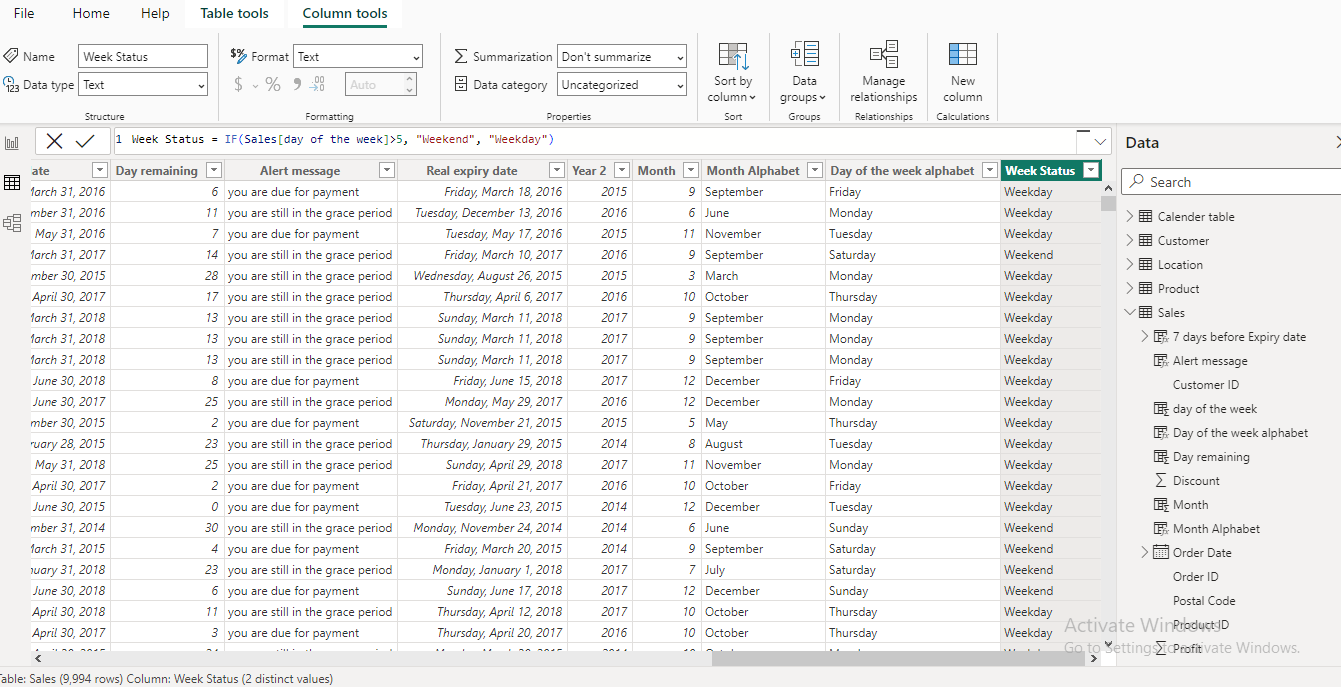 File Home Help Table tools Column tools
Name Week Status Format Text Summarization Don't summarize
Data type Text $ % Auto Data category Uncategorized
Sort by column Data groups Manage relationships New column
Structure Formatting Properties Sort Groups Relationships Calculations
1 Week Status = IF(Sales[day of the week]>5, "Weekend", "Weekday")
ate Day remaining Alert message Real expiry date Year 2 Month Month Alphabet Day of the week alphabet Week Status
March 31, 2016 6 you are due for payment Friday, March 18, 2016 2015 9 September Friday Weekday
mber 31, 2016 11 you are still in the grace period Tuesday, December 13, 2016 2016 6 June Monday Weekday
May 31, 2016 7 you are due for payment Tuesday, May 17, 2016 2015 11 November Tuesday Weekday
March 31, 2017 14 you are still in the grace period Friday, March 10, 2017 2016 9 September Saturday Weekend
mber 30, 2015 28 you are still in the grace period Wednesday, August 26, 2015 2015 3 March Monday Weekday
April 30, 2017 17 you are still in the grace period Thursday, April 6, 2017 2016 10 October Thursday Weekday
March 31, 2018 13 you are still in the grace period Sunday, March 11, 2018 2017 9 September Monday Weekday
March 31, 2018 13 you are still in the grace period Sunday, March 11, 2018 2017 9 September Monday Weekday
March 31, 2018 13 you are still in the grace period Sunday, March 11, 2018 2017 9 September Monday Weekday
June 30, 2018 8 you are due for payment Friday, June 15, 2018 2017 12 December Friday Weekday
June 30, 2017 25 you are still in the grace period Monday, May 29, 2017 2016 12 December Monday Weekday
mber 30, 2015 2 you are due for payment Saturday, November 21, 2015 2015 5 May Thursday Weekday
ruary 28, 2015 23 you are still in the grace period Thursday, January 29, 2015 2014 8 August Tuesday Weekday
May 31, 2018 25 you are still in the grace period Sunday, April 29, 2018 2017 11 November Monday Weekday
April 30, 2017 2 you are due for payment Friday, April 21, 2017 2016 10 October Friday Weekday
June 30, 2015 0 you are due for payment Tuesday, June 23, 2015 2014 12 December Tuesday Weekday
mber 31, 2014 30 you are still in the grace period Monday, November 24, 2014 2014 6 June Sunday Weekend
March 31, 2015 4 you are due for payment Friday, March 20, 2015 2014 9 September Saturday Weekend
nuary 31, 2018 23 you are still in the grace period Monday, January 1, 2018 2017 7 July Saturday Weekend
June 30, 2018 6 you are due for payment Sunday, June 17, 2018 2017 12 December Sunday Weekend
April 30, 2018 11 you are still in the grace period Thursday, April 12, 2018 2017 10 October Thursday Weekday
April 30, 2017 3 you are due for payment Thursday, April 20, 2017 2016 10 October Thursday Weekday
Data
Search
Calender table
Customer
Location
Product
Sales
7 days before Expiry date
Alert message
Customer ID
day of the week
Day of the week alphabet
Day remaining
Discount
Month
Month Alphabet
Order Date
Order ID
Postal Code
Product ID
Profit
Activate Windows
Go to Settings to activate Windows.
Table: Sales (9,994 rows) Column: Week Status (2 distinct values)